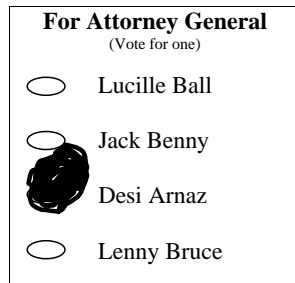 For Attorney General
(Vote for one)
Lucille Ball
Jack Benny
Desi Arnaz
Lenny Bruce